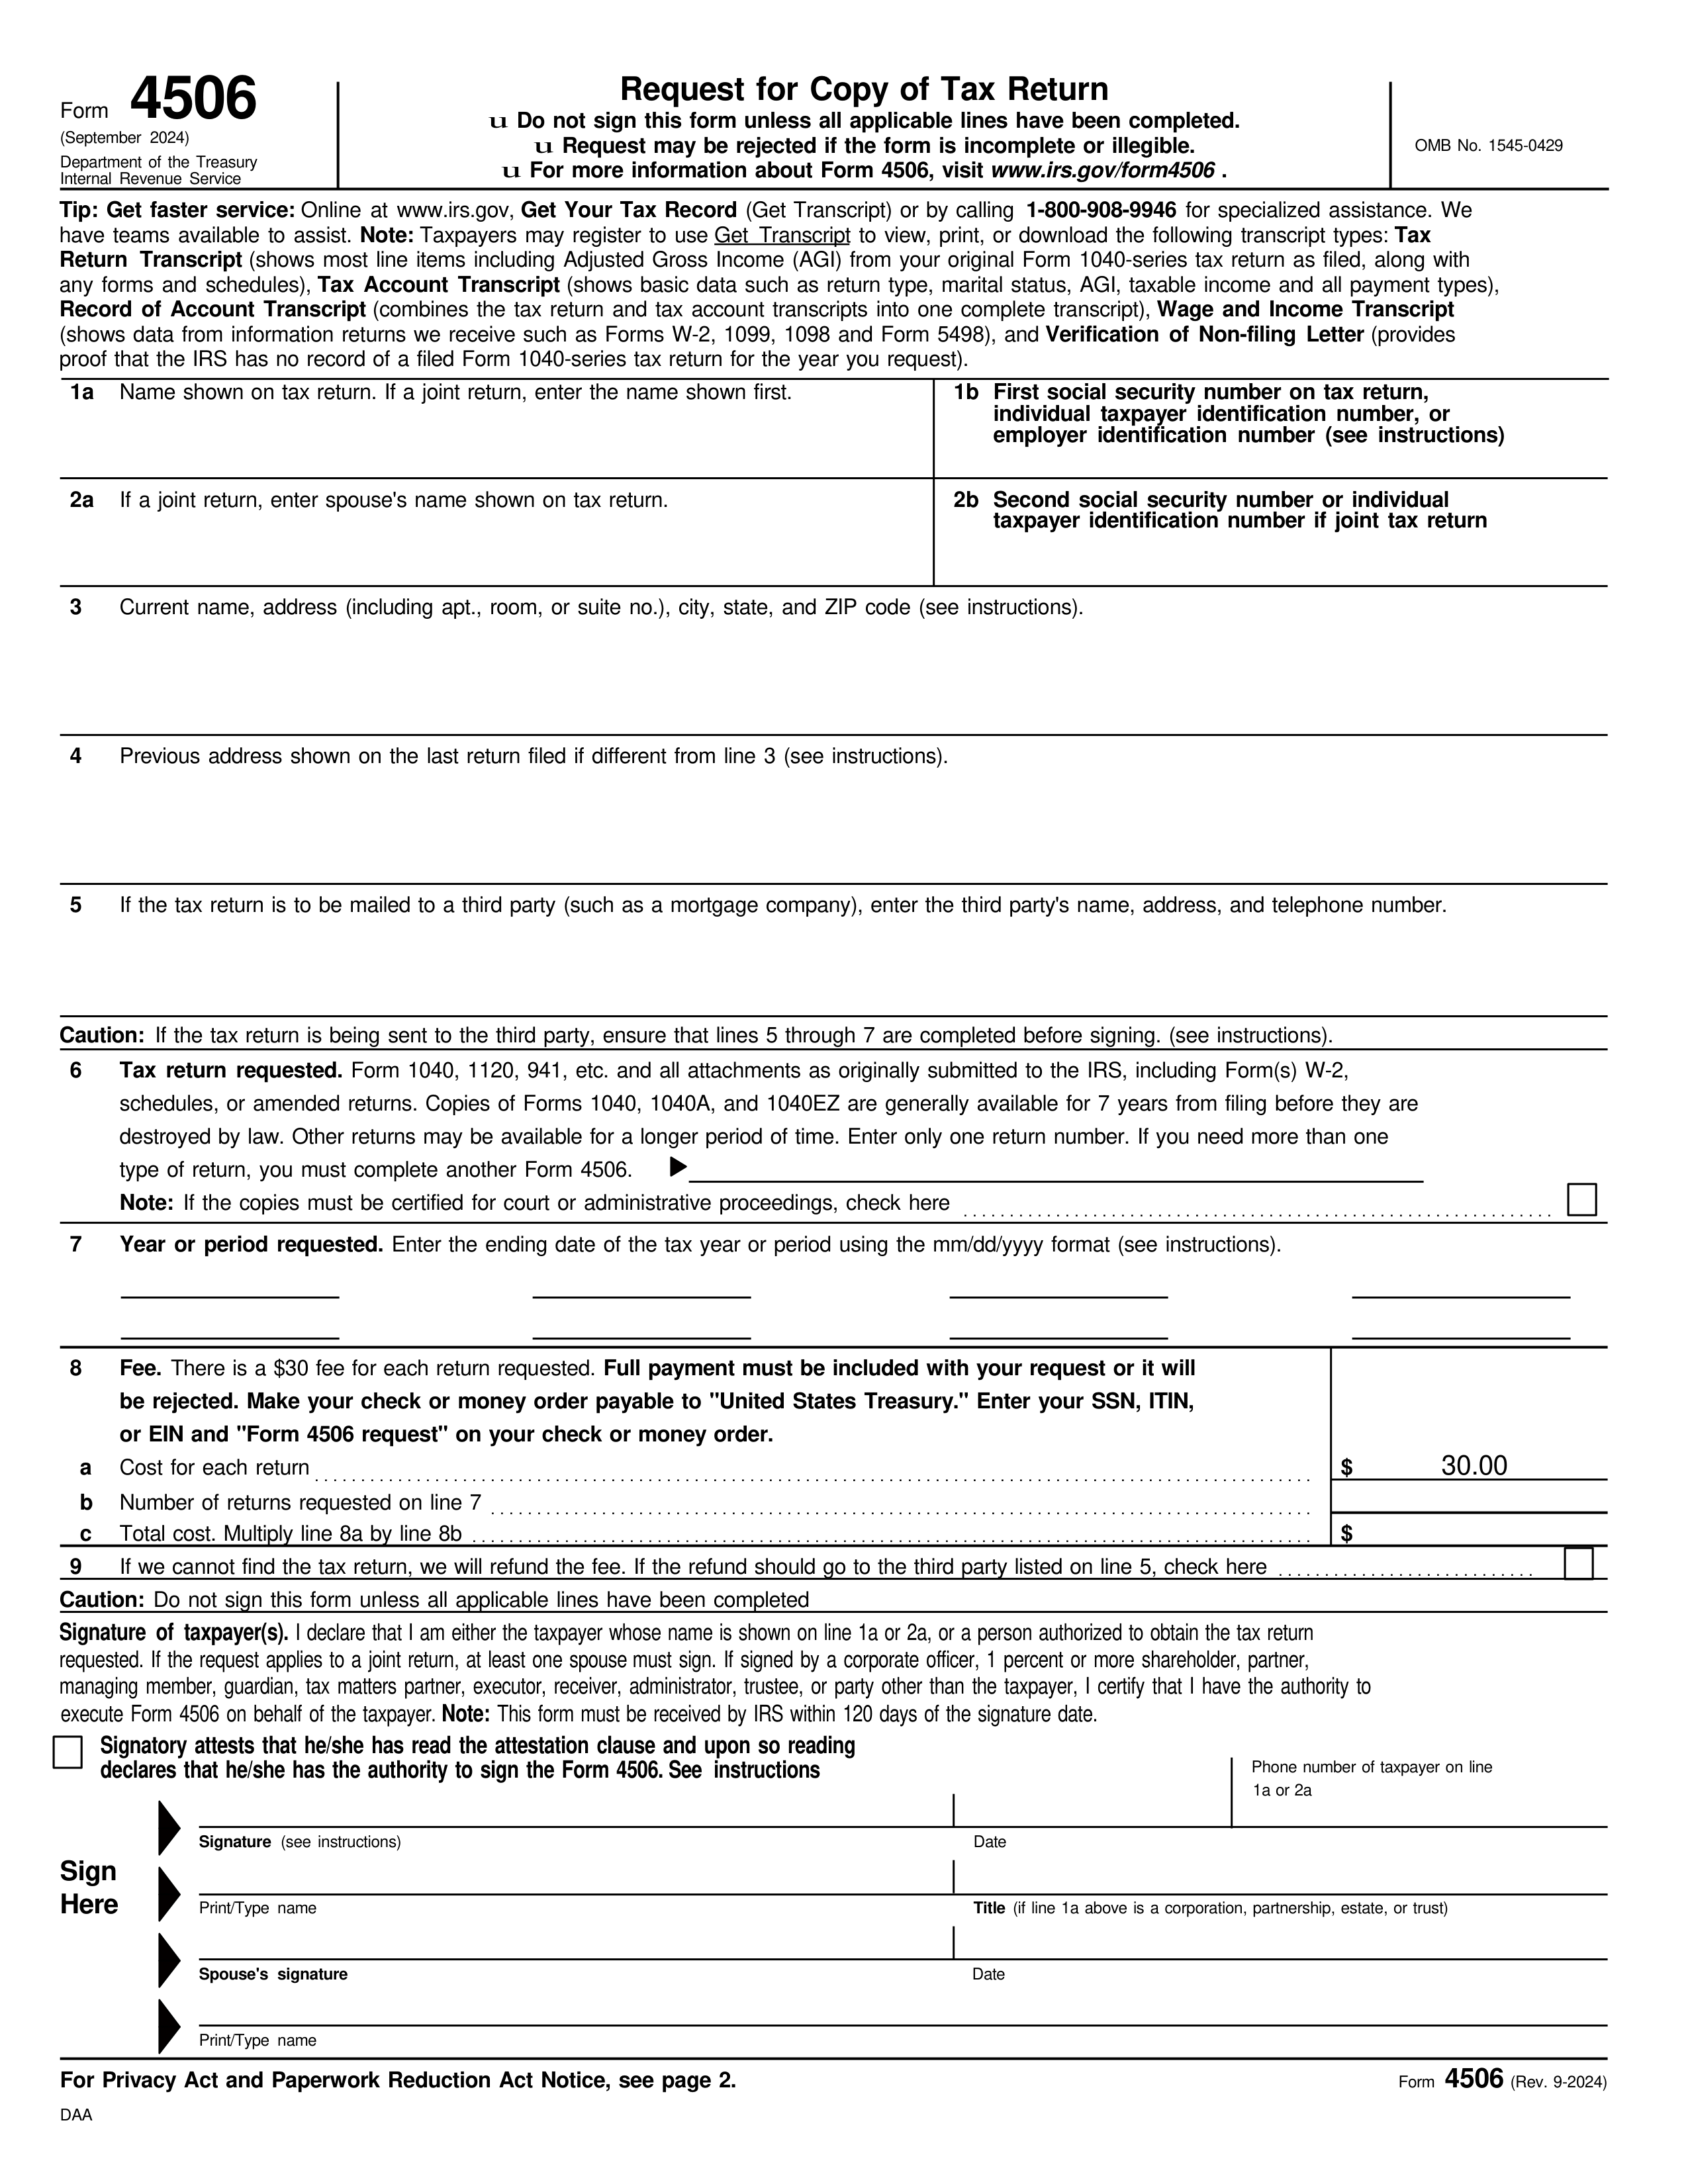 Form 4506
(September 2024)
Department of the Treasury
Internal Revenue Service
Request for Copy of Tax Return
u Do not sign this form unless all applicable lines have been completed.
u Request may be rejected if the form is incomplete or illegible.
u For more information about Form 4506, visit www.irs.gov/form4506 .
OMB No. 1545-0429
Tip: Get faster service: Online at www.irs.gov, Get Your Tax Record (Get Transcript) or by calling 1-800-908-9946 for specialized assistance. We
have teams available to assist. Note: Taxpayers may register to use Get Transcript to view, print, or download the following transcript types: Tax
Return Transcript (shows most line items including Adjusted Gross Income (AGI) from your original Form 1040-series tax return as filed, along with
any forms and schedules), Tax Account Transcript (shows basic data such as return type, marital status, AGI, taxable income and all payment types),
Record of Account Transcript (combines the tax return and tax account transcripts into one complete transcript), Wage and Income Transcript
(shows data from information returns we receive such as Forms W-2, 1099, 1098 and Form 5498), and Verification of Non-filing Letter (provides
proof that the IRS has no record of a filed Form 1040-series tax return for the year you request).
1a Name shown on tax return. If a joint return, enter the name shown first.
1b First social security number on tax return,
individual taxpayer identification number, or
employer identification number (see instructions)
2a If a joint return, enter spouse's name shown on tax return.
2b Second social security number or individual
taxpayer identification number if joint tax return
3 Current name, address (including apt., room, or suite no.), city, state, and ZIP code (see instructions).
4 Previous address shown on the last return filed if different from line 3 (see instructions).
5 If the tax return is to be mailed to a third party (such as a mortgage company), enter the third party's name, address, and telephone number.
Caution: If the tax return is being sent to the third party, ensure that lines 5 through 7 are completed before signing. (see instructions).
6 Tax return requested. Form 1040, 1120, 941, etc. and all attachments as originally submitted to the IRS, including Form(s) W-2,
schedules, or amended returns. Copies of Forms 1040, 1040A, and 1040EZ are generally available for 7 years from filing before they are
destroyed by law. Other returns may be available for a longer period of time. Enter only one return number. If you need more than one
type of return, you must complete another Form 4506.
Note: If the copies must be certified for court or administrative proceedings, check here
7 Year or period requested. Enter the ending date of the tax year or period using the mm/dd/yyyy format (see instructions).
8 Fee. There is a $30 fee for each return requested. Full payment must be included with your request or it will
be rejected. Make your check or money order payable to "United States Treasury." Enter your SSN, ITIN,
or EIN and "Form 4506 request" on your check or money order.
a Cost for each return $ 30.00
b Number of returns requested on line 7
c Total cost. Multiply line 8a by line 8b $
9 If we cannot find the tax return, we will refund the fee. If the refund should go to the third party listed on line 5, check here
Caution: Do not sign this form unless all applicable lines have been completed
Signature of taxpayer(s). I declare that I am either the taxpayer whose name is shown on line 1a or 2a, or a person authorized to obtain the tax return
requested. If the request applies to a joint return, at least one spouse must sign. If signed by a corporate officer, 1 percent or more shareholder, partner,
managing member, guardian, tax matters partner, executor, receiver, administrator, trustee, or party other than the taxpayer, I certify that I have the authority to
execute Form 4506 on behalf of the taxpayer. Note: This form must be received by IRS within 120 days of the signature date.
Signatory attests that he/she has read the attestation clause and upon so reading
declares that he/she has the authority to sign the Form 4506. See instructions
Phone number of taxpayer on line
1a or 2a
Sign
Here
Signature (see instructions)
Date
Print/Type name
Title (if line 1a above is a corporation, partnership, estate, or trust)
Spouse's signature
Date
Print/Type name
For Privacy Act and Paperwork Reduction Act Notice, see page 2.
Form 4506 (Rev. 9-2024)
DAA